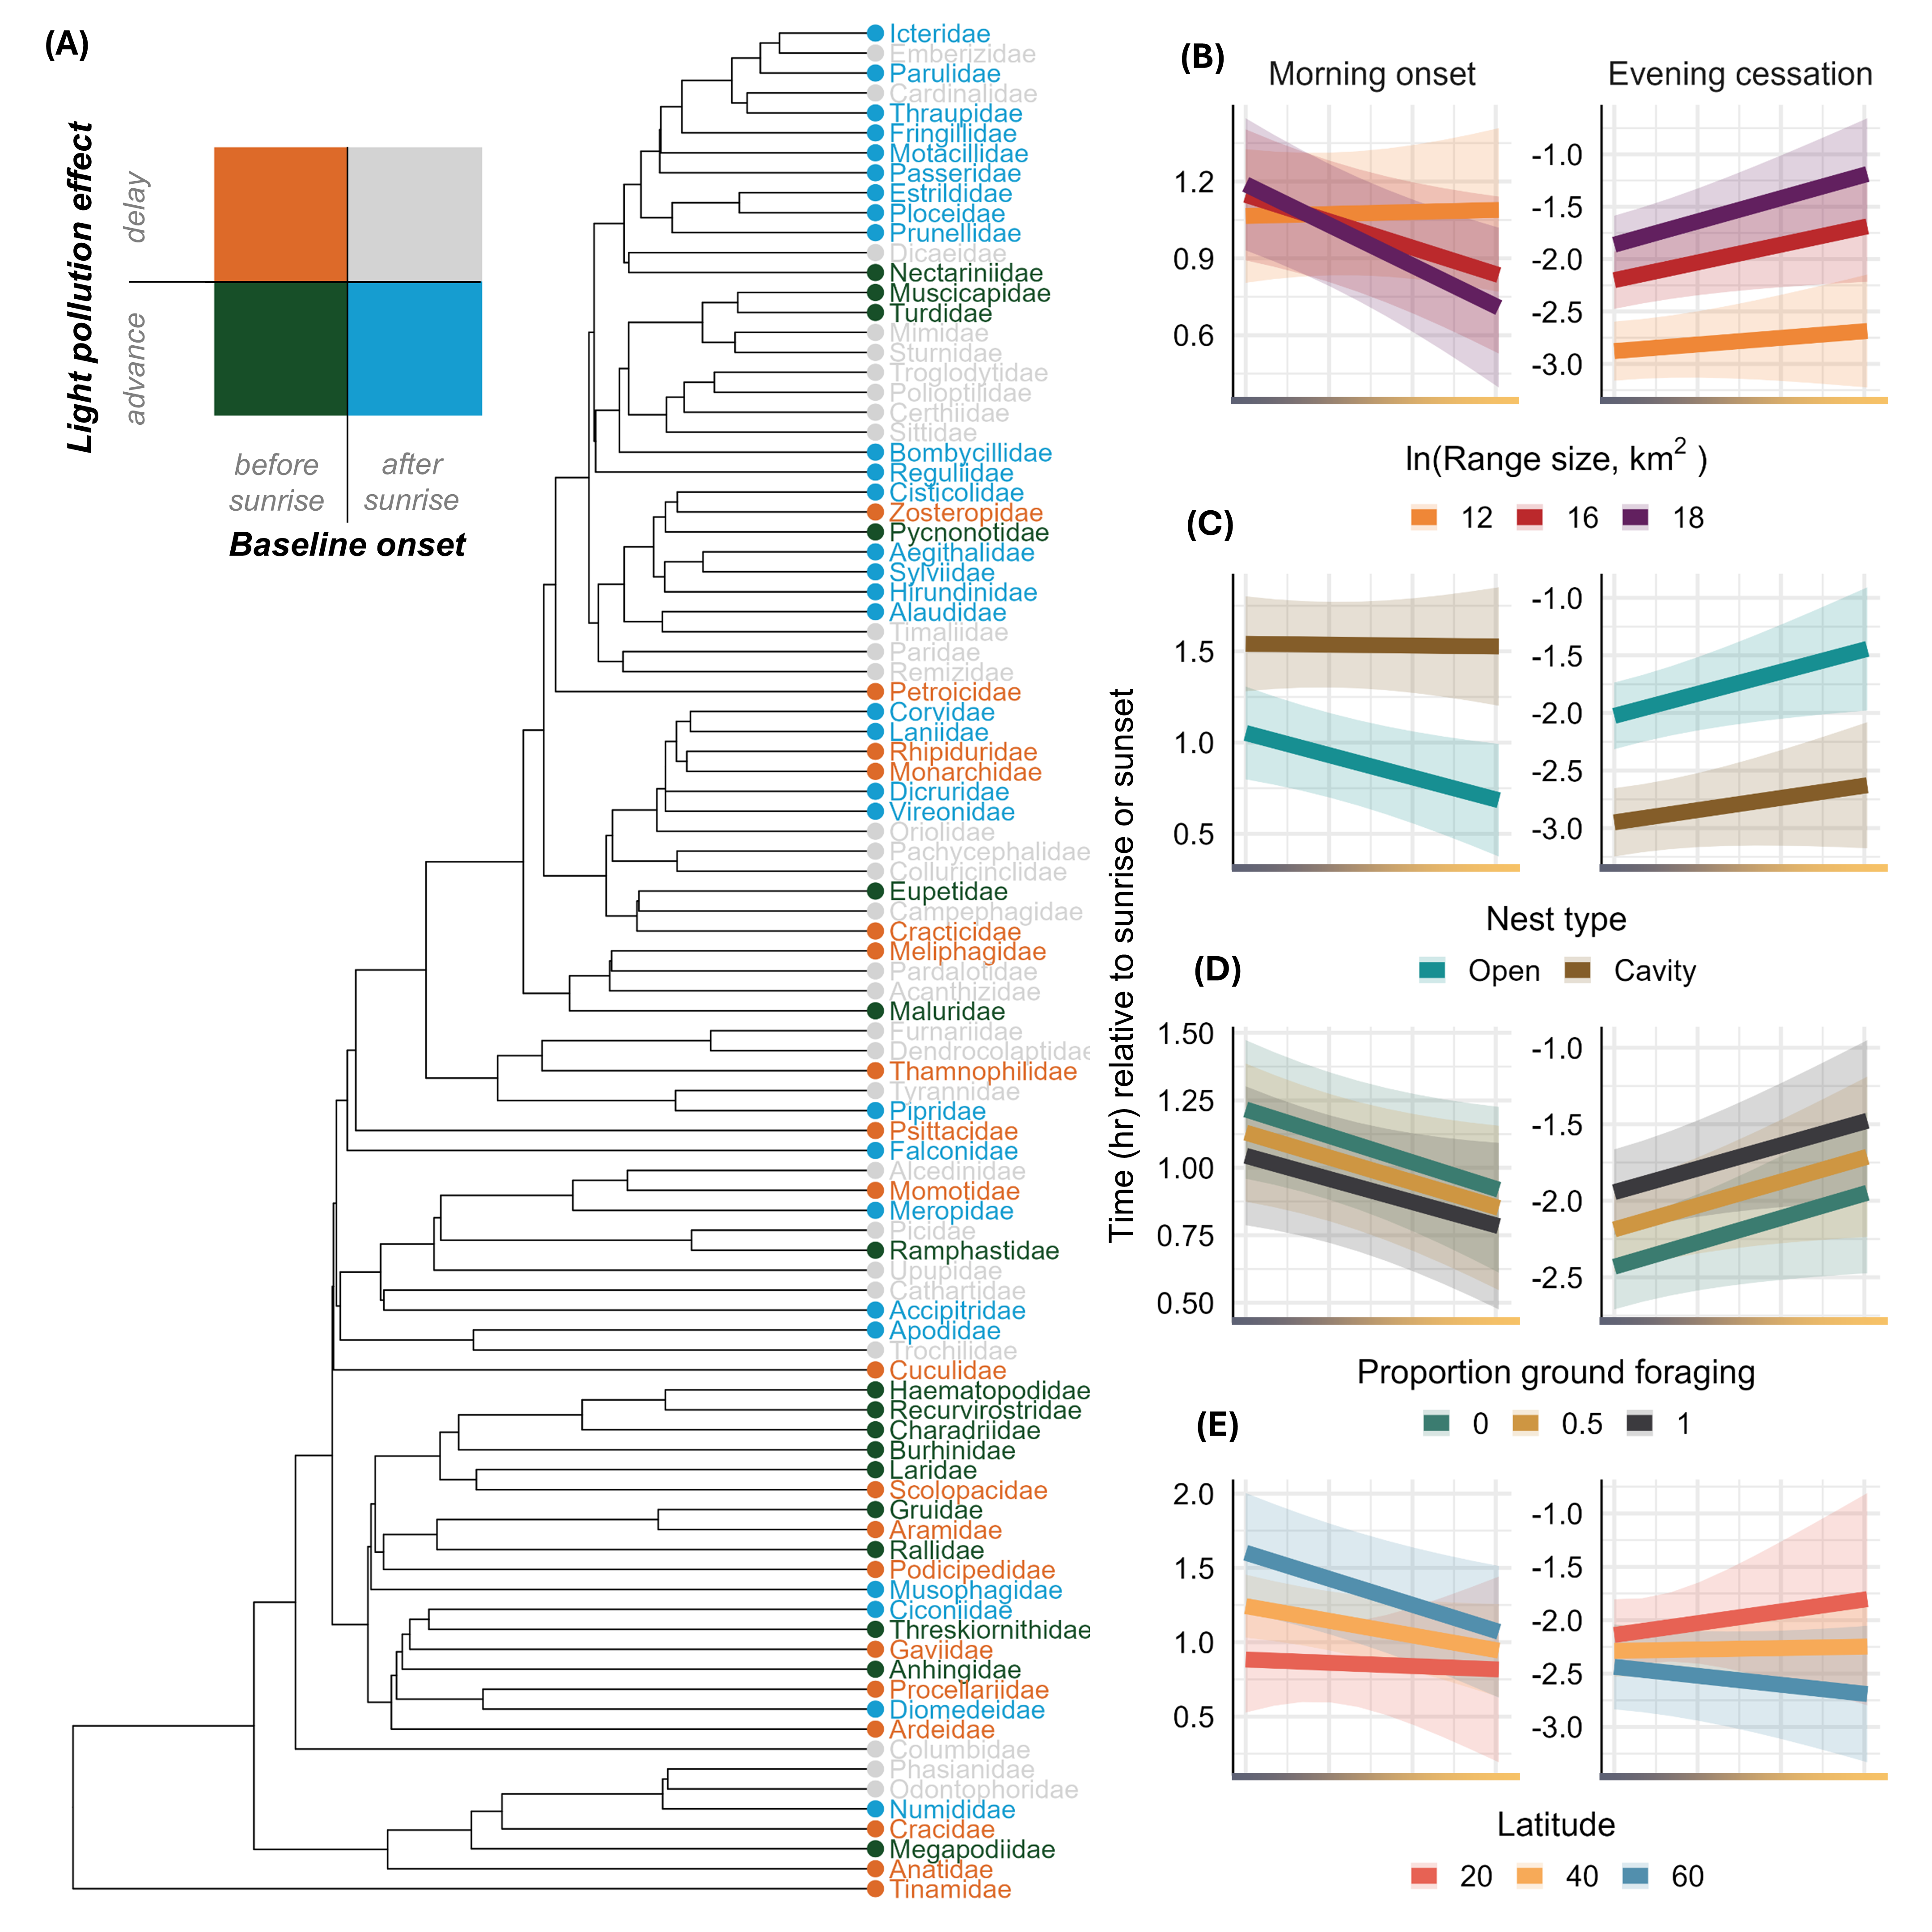 (A)
Light pollution effect
delay
advance
before sunrise
after sunrise
Baseline onset
Icteridae
Emberizidae
Parulidae
Cardinalidae
Thraupidae
Fringillidae
Motacillidae
Passeridae
Estrildidae
Ploceidae
Prunellidae
Dicaeidae
Nectariniidae
Muscicapidae
Turdidae
Mimidae
Sturnidae
Troglodytidae
Polioptilidae
Certhiidae
Sittidae
Bombycillidae
Regulidae
Cisticolidae
Zosteropidae
Pycnonotidae
Aegithalidae
Sylviidae
Hirundinidae
Alaudidae
Timaliidae
Paridae
Remizidae
Petroicidae
Corvidae
Laniidae
Rhipiduridae
Monarchidae
Dicruridae
Vireonidae
Oriolidae
Pachycephalidae
Colluricinclidae
Eupetidae
Campephagidae
Cracticidae
Meliphagidae
Pardalotidae
Acanthizidae
Maluridae
Furnariidae
Dendrocolaptidae
Thamnophilidae
Tyrannidae
Pipridae
Psittacidae
Falconidae
Alcedinidae
Momotidae
Meropidae
Picidae
Ramphastidae
Upupidae
Cathartidae
Accipitridae
Apodidae
Trochilidae
Cuculidae
Haematopodidae
Recurvirostridae
Charadriidae
Burhinidae
Laridae
Scolopacidae
Gruidae
Aramidae
Rallidae
Podicipedidae
Musophagidae
Ciconiidae
Threskiornithidae
Gaviidae
Anhingidae
Procellariidae
Diomedeidae
Ardeidae
Columbidae
Phasianidae
Odontophoridae
Numididae
Cracidae
Megapodiidae
Anatidae
Tinamidae
Time (hr) relative to sunrise or sunset
(B)
Morning onset
Evening cessation
1.2
0.9
0.6
-1.0
-1.5
-2.0
-2.5
-3.0
ln(Range size, km2 )
12 16 18
(C)
1.5
1.0
0.5
-1.0
-1.5
-2.0
-2.5
-3.0
Nest type
Open Cavity
(D)
1.50
1.25
1.00
0.75
0.50
-1.0
-1.5
-2.0
-2.5
Proportion ground foraging
0 0.5 1
(E)
2.0
1.5
1.0
0.5
-1.0
-1.5
-2.0
-2.5
-3.0
Latitude
20 40 60